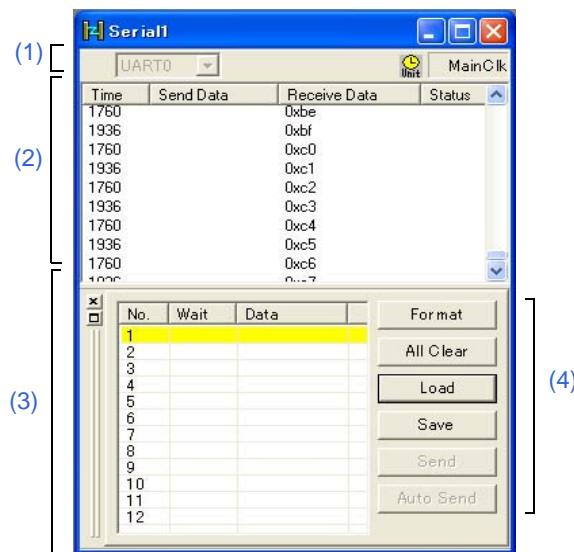 Serial1
(1)
UART0
Unit
MainClk
Time Send Data Receive Data Status
(2)
1760 0xbe
1936 0xbf
1760 0xc0
1936 0xc1
1760 0xc2
1936 0xc3
1760 0xc4
1936 0xc5
1760 0xc6
1936 0xc7
(3)
(4)
No. Wait Data
1
2
3
4
5
6
7
8
9
10
11
12
Format
All Clear
Load
Save
Send
Auto Send